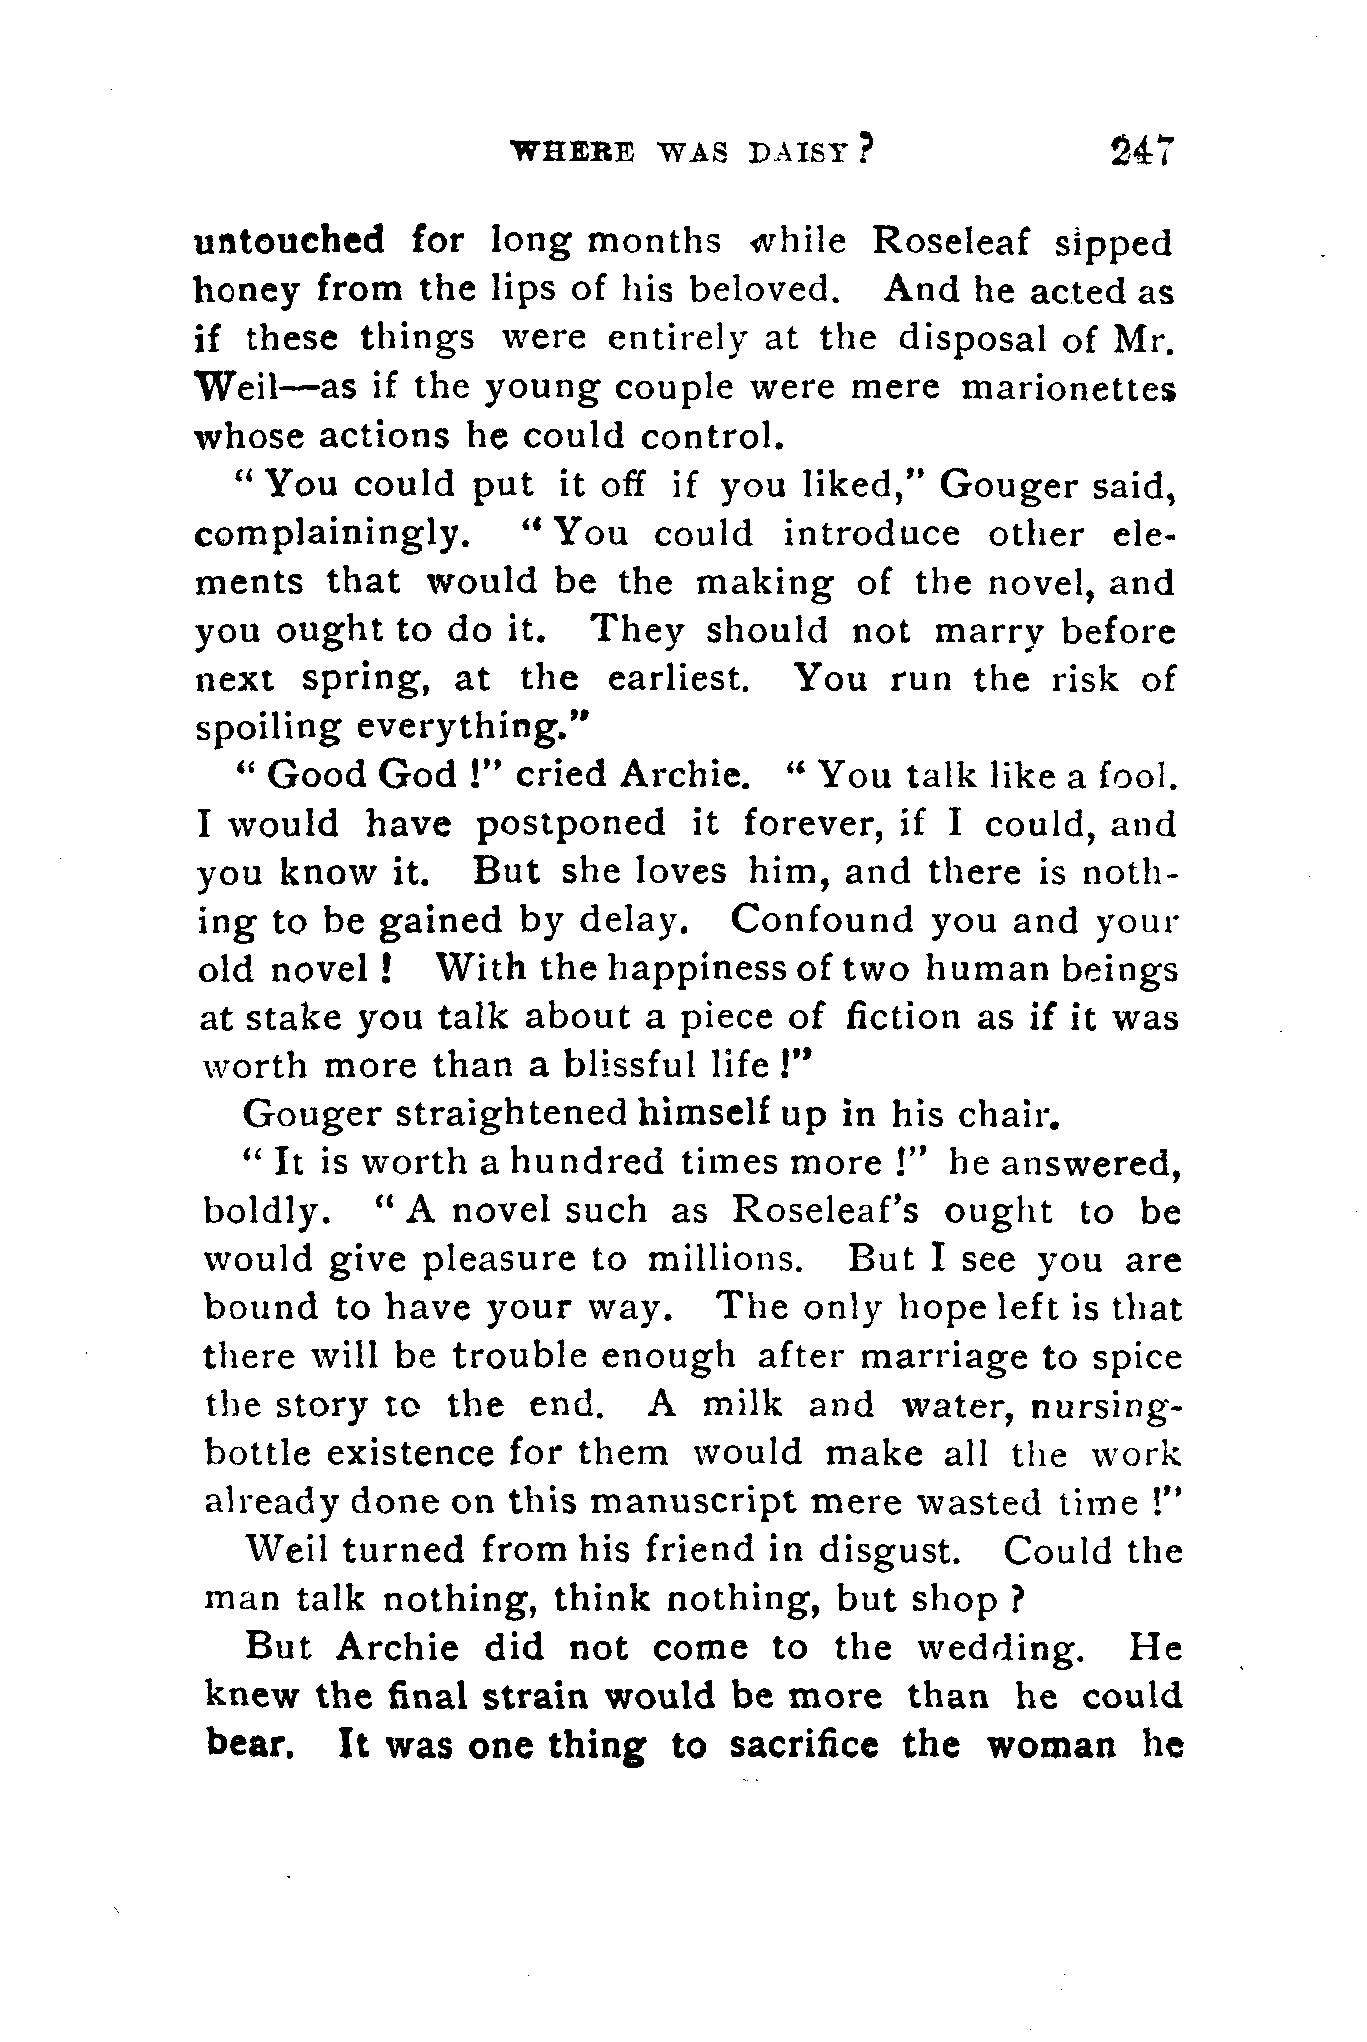 WHERE WAS DAISY? 247
untouched for long months while Roseleaf sipped
honey from the lips of his beloved. And he acted as
if these things were entirely at the disposal of Mr.
Weil—as if the young couple were mere marionettes
whose actions he could control.
“ You could put it off if you liked,” Gouger said,
complainingly. “ You could introduce other ele-
ments that would be the making of the novel, and
you ought to do it. They should not marry before
next spring, at the earliest. You run the risk of
spoiling everything.”
“ Good God !” cried Archie. “ You talk like a fool.
I would have postponed it forever, if I could, and
you know it. But she loves him, and there is noth-
ing to be gained by delay. Confound you and your
old novel ! With the happiness of two human beings
at stake you talk about a piece of fiction as if it was
worth more than a blissful life !”
Gouger straightened himself up in his chair.
“ It is worth a hundred times more !” he answered,
boldly. “ A novel such as Roseleaf’s ought to be
would give pleasure to millions. But I see you are
bound to have your way. The only hope left is that
there will be trouble enough after marriage to spice
the story to the end. A milk and water, nursing-
bottle existence for them would make all the work
already done on this manuscript mere wasted time !”
Weil turned from his friend in disgust. Could the
man talk nothing, think nothing, but shop ?
But Archie did not come to the wedding. He
knew the final strain would be more than he could
bear. It was one thing to sacrifice the woman he